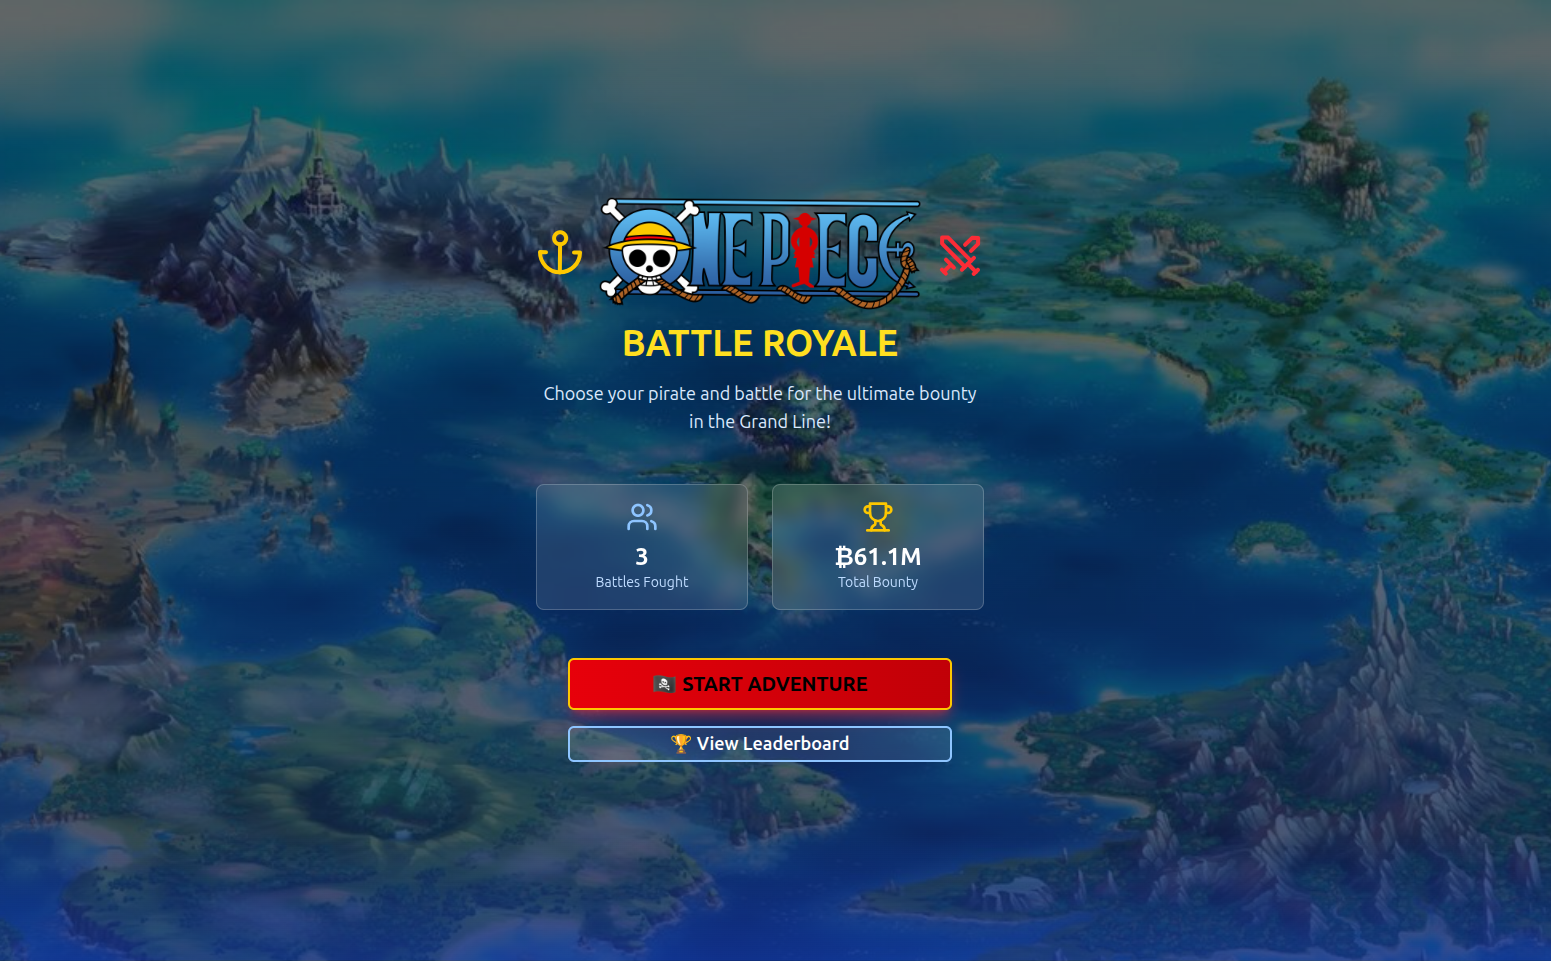 ONE PIECE
BATTLE ROYALE
Choose your pirate and battle for the ultimate bounty
in the Grand Line!
3
Battles Fought
₿61.1M
Total Bounty
🏴‍☠️ START ADVENTURE
🏆 View Leaderboard